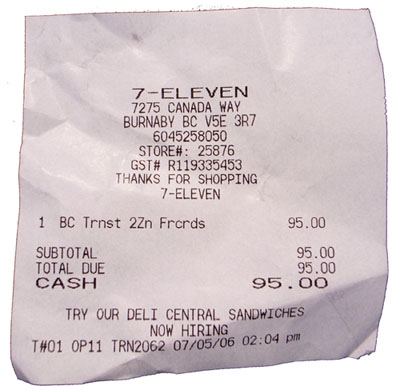 7-ELEVEN
7275 CANADA WAY
BURNABY BC V5E 3R7
6045258050
STORE#: 25876
GST# R119335453
THANKS FOR SHOPPING
7-ELEVEN
1 BC Trnst 2Zn Frcrds 95.00
SUBTOTAL 95.00
TOTAL DUE 95.00
CASH 95.00
TRY OUR DELI CENTRAL SANDWICHES
NOW HIRING
T#01 OP11 TRN2062 07/05/06 02:04 pm